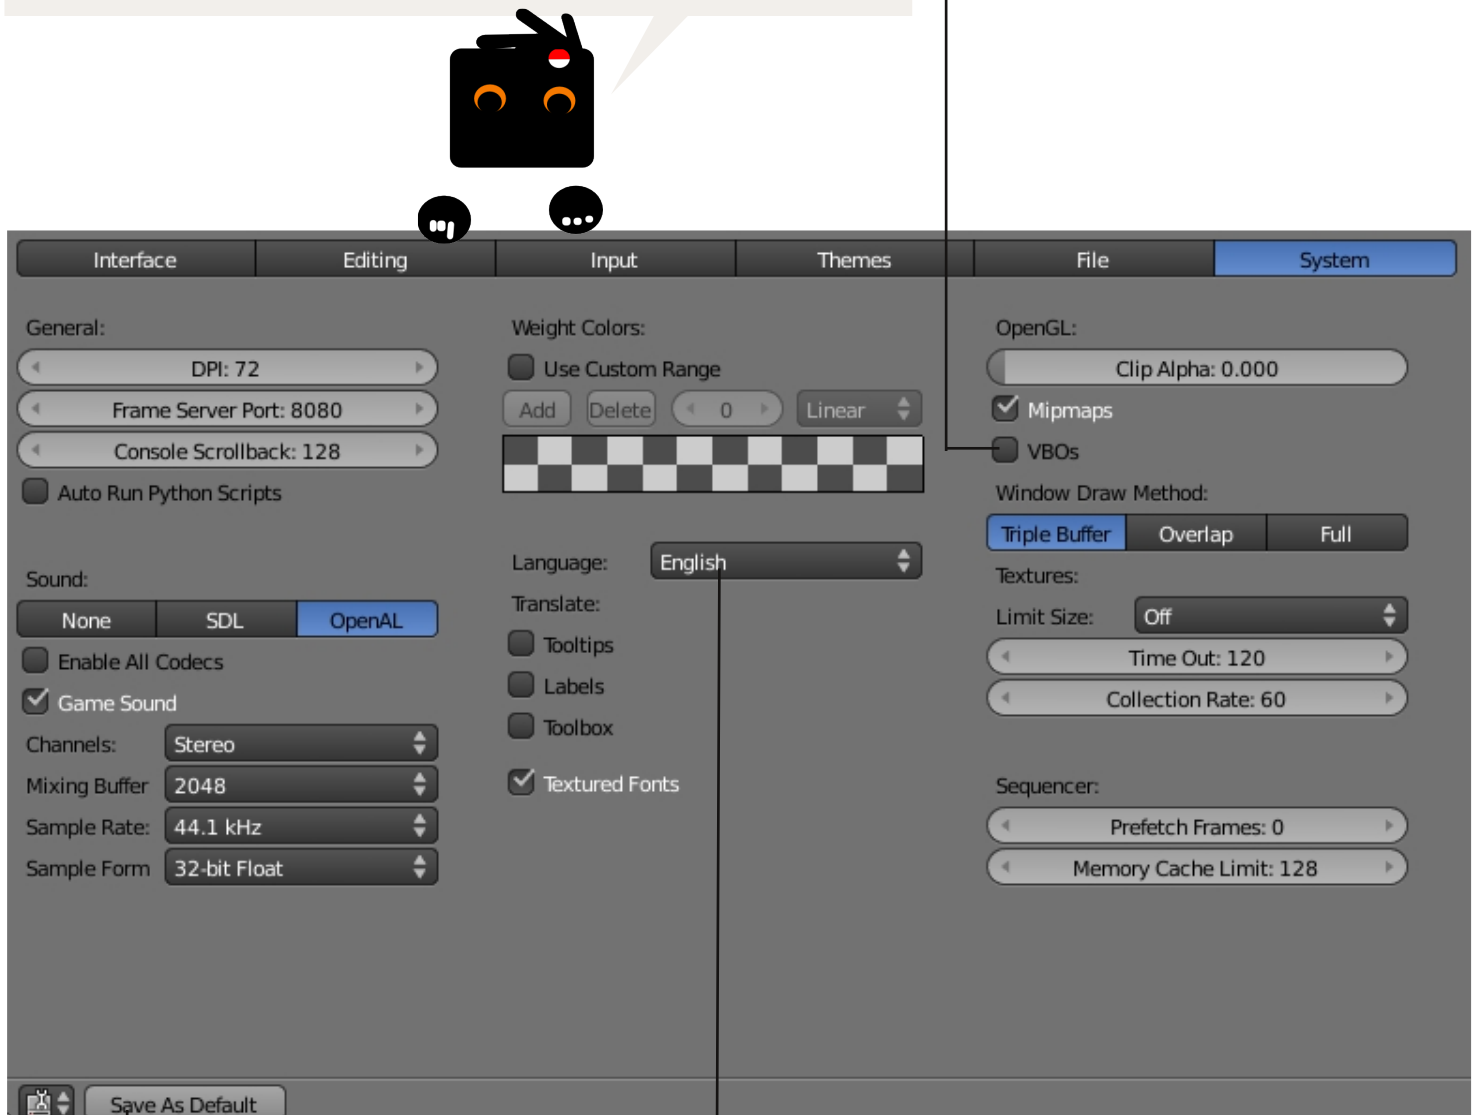 Interface Editing Input Themes File System
General:
DPI: 72
Frame Server Port: 8080
Console Scrollback: 128
Auto Run Python Scripts
Sound:
None SDL OpenAL
Enable All Codecs
Game Sound
Channels: Stereo
Mixing Buffer 2048
Sample Rate: 44.1 kHz
Sample Form 32-bit Float
Weight Colors:
Use Custom Range
Add Delete 0 Linear
Language: English
Translate:
Tooltips
Labels
Toolbox
Textured Fonts
OpenGL:
Clip Alpha: 0.000
Mipmaps
VBOs
Window Draw Method:
Triple Buffer Overlap Full
Textures:
Limit Size: Off
Time Out: 120
Collection Rate: 60
Sequencer:
Prefetch Frames: 0
Memory Cache Limit: 128
Save As Default